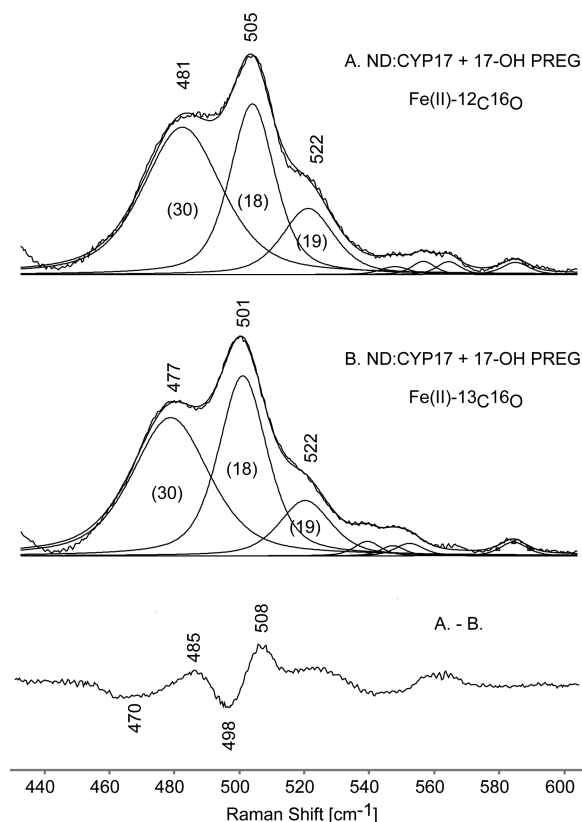 505
481
A. ND:CYP17 + 17-OH PREG
Fe(II)-12C16O
522
(30)
(18)
(19)
501
477
B. ND:CYP17 + 17-OH PREG
Fe(II)-13C16O
522
(30)
(18)
(19)
508
485
A. - B.
470
498
440 460 480 500 520 540 560 580 600
Raman Shift [cm-1]